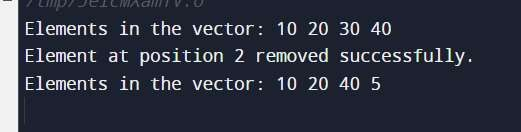 Elements in the vector: 10 20 30 40
Element at position 2 removed successfully.
Elements in the vector: 10 20 40 5